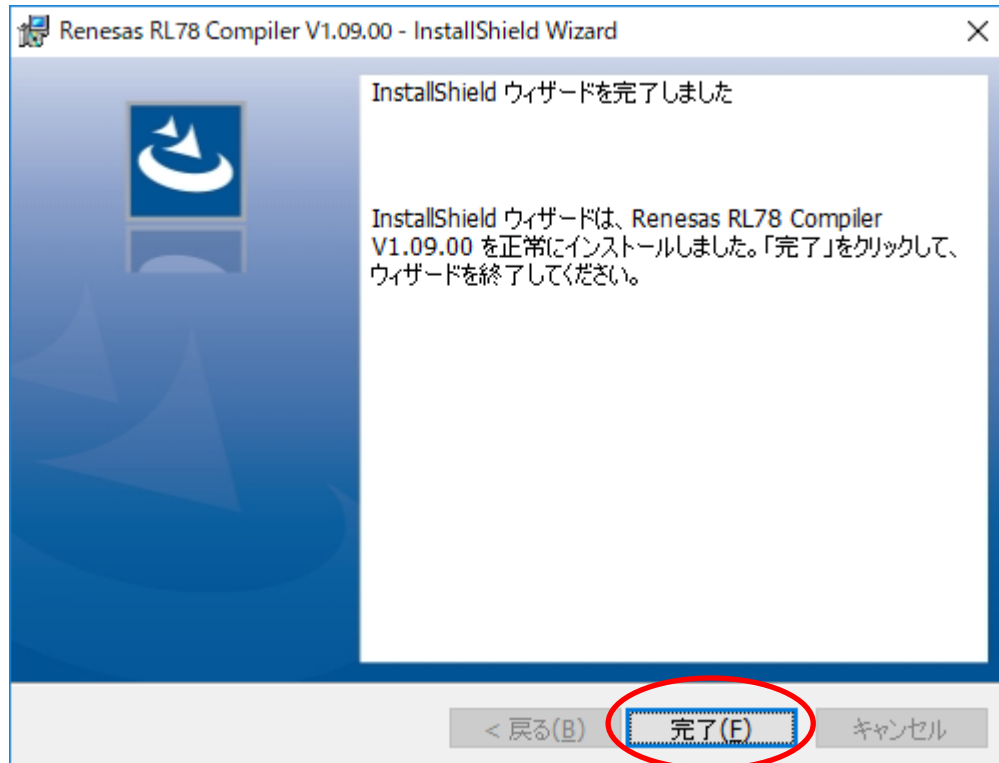 Renesas RL78 Compiler V1.09.00 - InstallShield Wizard
InstallShield ウィザードを完了しました
InstallShield ウィザードは、Renesas RL78 Compiler
V1.09.00 を正常にインストールしました。「完了」をクリックして、
ウィザードを終了してください。
< 戻る(B)
完了(F)
キャンセル